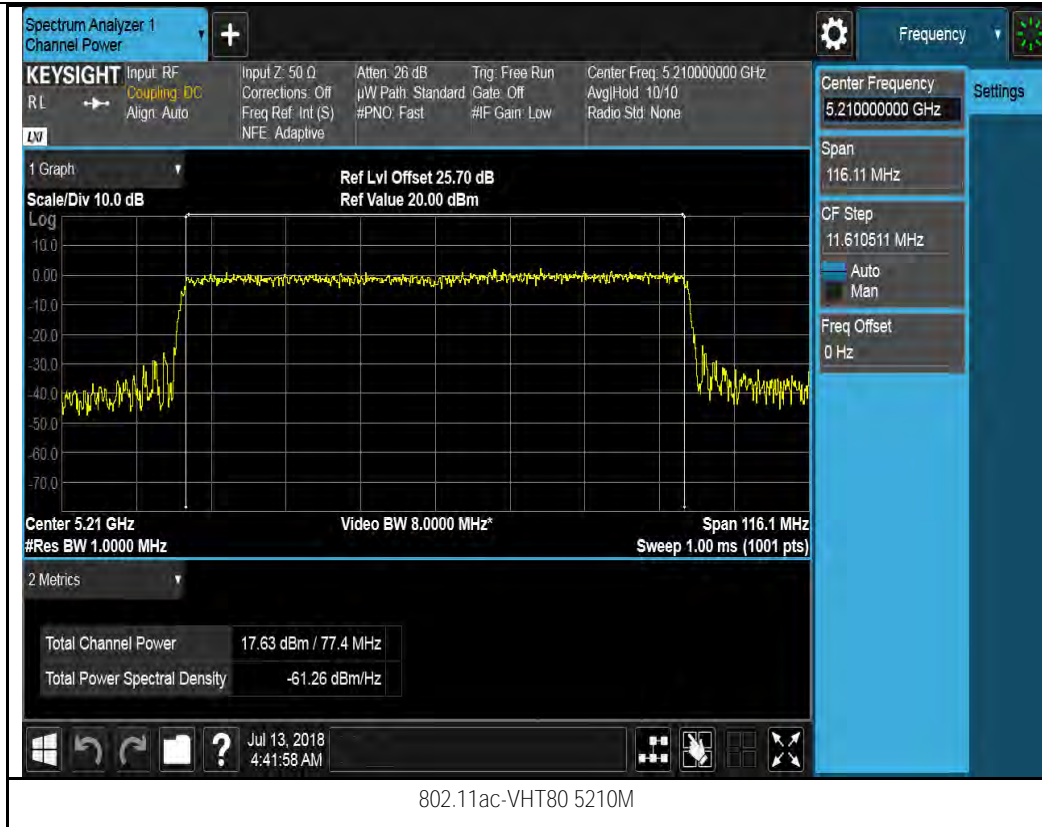 Spectrum Analyzer 1
Channel Power
+
Frequency
KEYSIGHT
RL
LXI
Input: RF
Coupling: DC
Align: Auto
Input Z: 50 Ω
Corrections: Off
Freq Ref: Int (S)
NFE: Adaptive
Atten: 26 dB
µW Path: Standard
#PNO: Fast
Trig: Free Run
Gate: Off
#IF Gain: Low
Center Freq: 5.210000000 GHz
Avg|Hold: 10/10
Radio Std: None
Center Frequency
5.210000000 GHz
Settings
Span
116.11 MHz
CF Step
11.610511 MHz
Auto
Man
Freq Offset
0 Hz
1 Graph
Scale/Div 10.0 dB
Ref Lvl Offset 25.70 dB
Ref Value 20.00 dBm
Log
10.0
0.00
-10.0
-20.0
-30.0
-40.0
-50.0
-60.0
-70.0
Center 5.21 GHz
#Res BW 1.0000 MHz
Video BW 8.0000 MHz*
Span 116.1 MHz
Sweep 1.00 ms (1001 pts)
2 Metrics
Total Channel Power 17.63 dBm / 77.4 MHz
Total Power Spectral Density -61.26 dBm/Hz
?
Jul 13, 2018
4:41:58 AM
802.11ac-VHT80 5210M